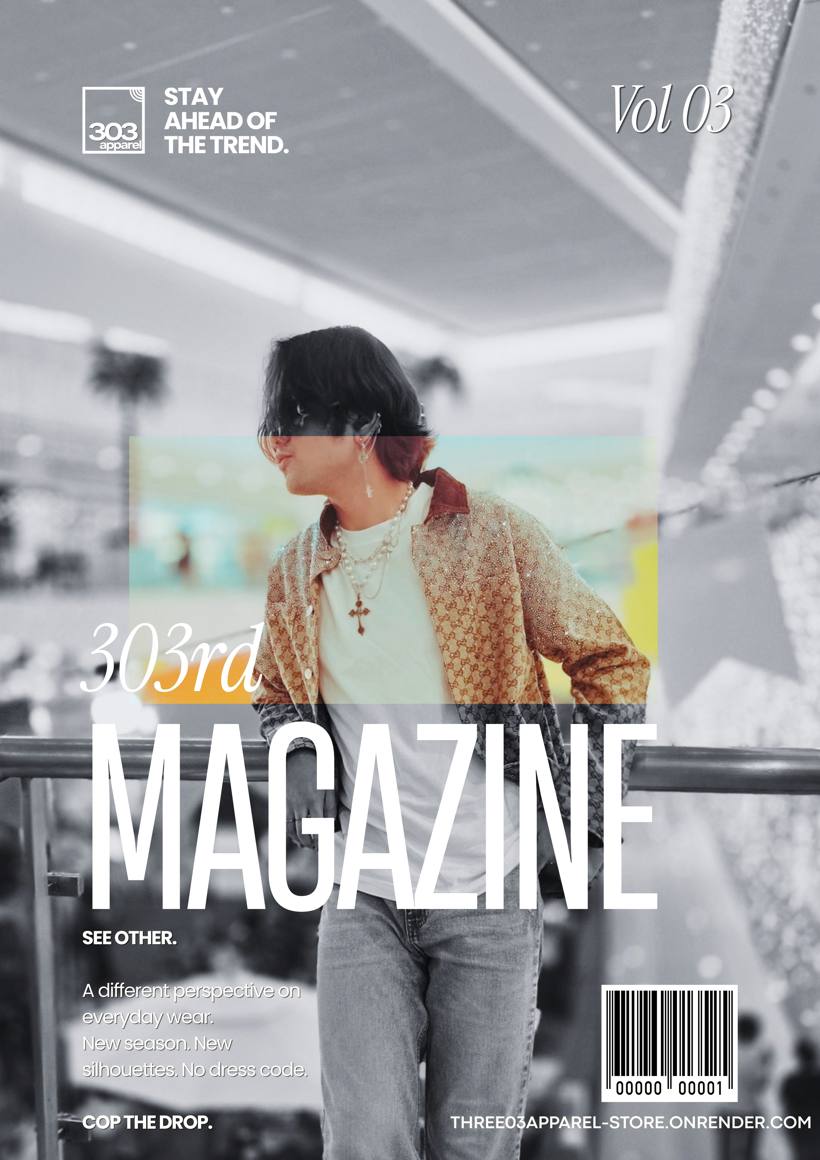 303
apparel
STAY
AHEAD OF
THE TREND.
Vol 03
303rd
MAGAZINE
SEE OTHER.
A different perspective on
everyday wear.
New season. New
silhouettes. No dress code.
COP THE DROP.
00000 00001
THREE03APPAREL-STORE.ONRENDER.COM